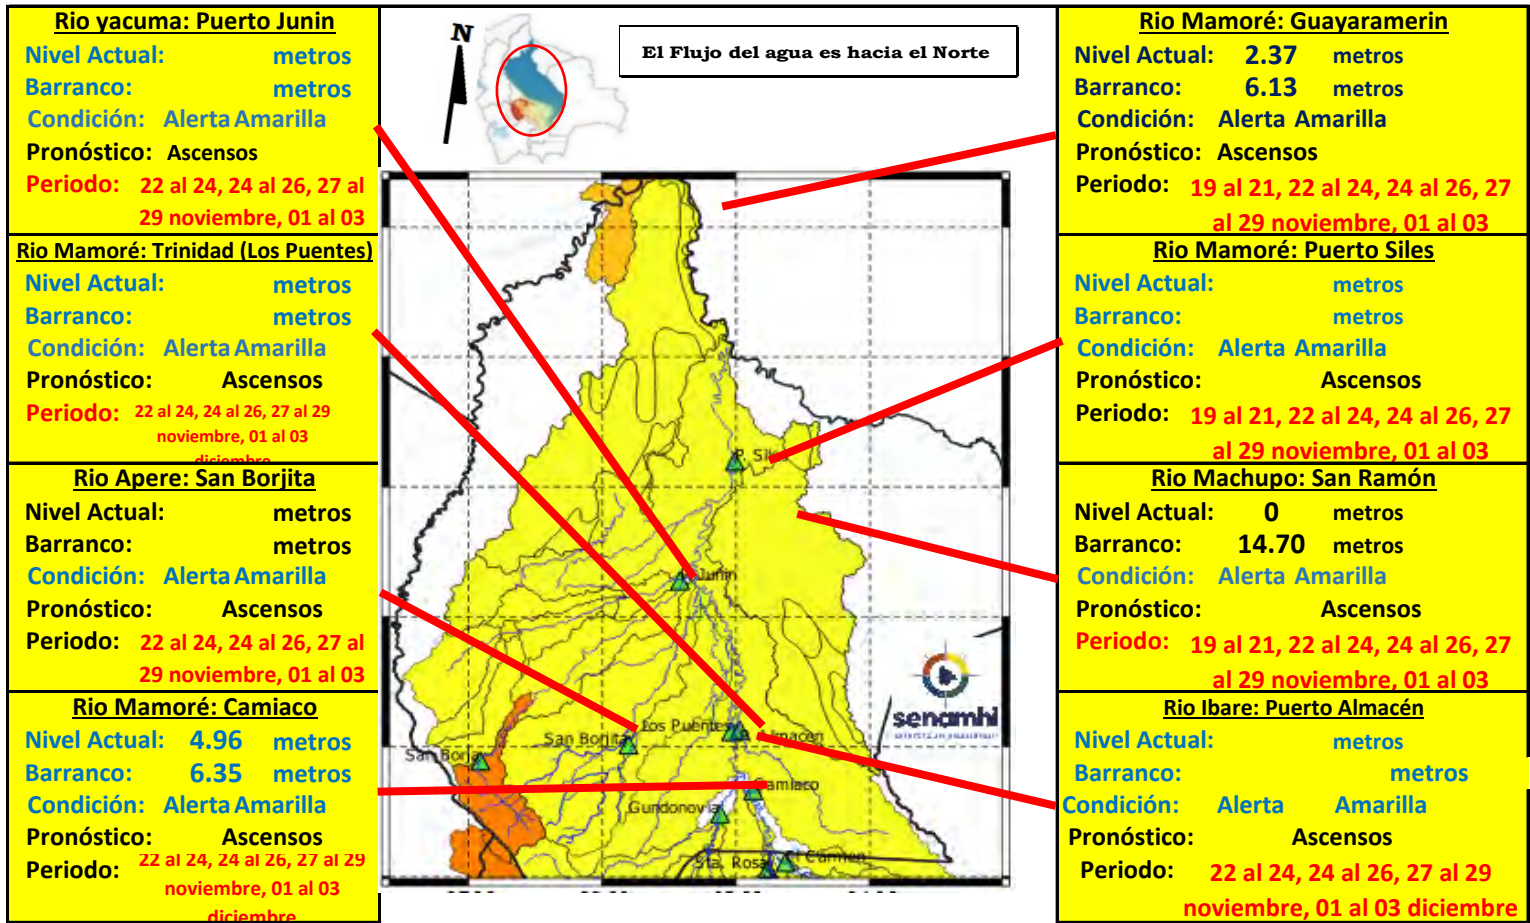 Rio yacuma: Puerto Junin
Nivel Actual: metros
Barranco: metros
Condición: Alerta Amarilla
Pronóstico: Ascensos
Periodo: 22 al 24, 24 al 26, 27 al
29 noviembre, 01 al 03
Rio Mamoré: Trinidad (Los Puentes)
Nivel Actual: metros
Barranco: metros
Condición: Alerta Amarilla
Pronóstico: Ascensos
Periodo: 22 al 24, 24 al 26, 27 al 29
noviembre, 01 al 03
diciembre
Rio Apere: San Borjita
Nivel Actual: metros
Barranco: metros
Condición: Alerta Amarilla
Pronóstico: Ascensos
Periodo: 22 al 24, 24 al 26, 27 al
29 noviembre, 01 al 03
Rio Mamoré: Camiaco
Nivel Actual: 4.96 metros
Barranco: 6.35 metros
Condición: Alerta Amarilla
Pronóstico: Ascensos
Periodo: 22 al 24, 24 al 26, 27 al 29
noviembre, 01 al 03
diciembre
N
El Flujo del agua es hacia el Norte
P. Siles
Junin
Los Puentes
San Borjita
Almacén
San Borja
Camiaco
Gundonovia
Sta. Rosa
El Carmen
senamhi
Rio Mamoré: Guayaramerin
Nivel Actual: 2.37 metros
Barranco: 6.13 metros
Condición: Alerta Amarilla
Pronóstico: Ascensos
Periodo: 19 al 21, 22 al 24, 24 al 26, 27
al 29 noviembre, 01 al 03
Rio Mamoré: Puerto Siles
Nivel Actual: metros
Barranco: metros
Condición: Alerta Amarilla
Pronóstico: Ascensos
Periodo: 19 al 21, 22 al 24, 24 al 26, 27
al 29 noviembre, 01 al 03
Rio Machupo: San Ramón
Nivel Actual: 0 metros
Barranco: 14.70 metros
Condición: Alerta Amarilla
Pronóstico: Ascensos
Periodo: 19 al 21, 22 al 24, 24 al 26, 27
al 29 noviembre, 01 al 03
Rio Ibare: Puerto Almacén
Nivel Actual: metros
Barranco: metros
Condición: Alerta Amarilla
Pronóstico: Ascensos
Periodo: 22 al 24, 24 al 26, 27 al 29
noviembre, 01 al 03 diciembre